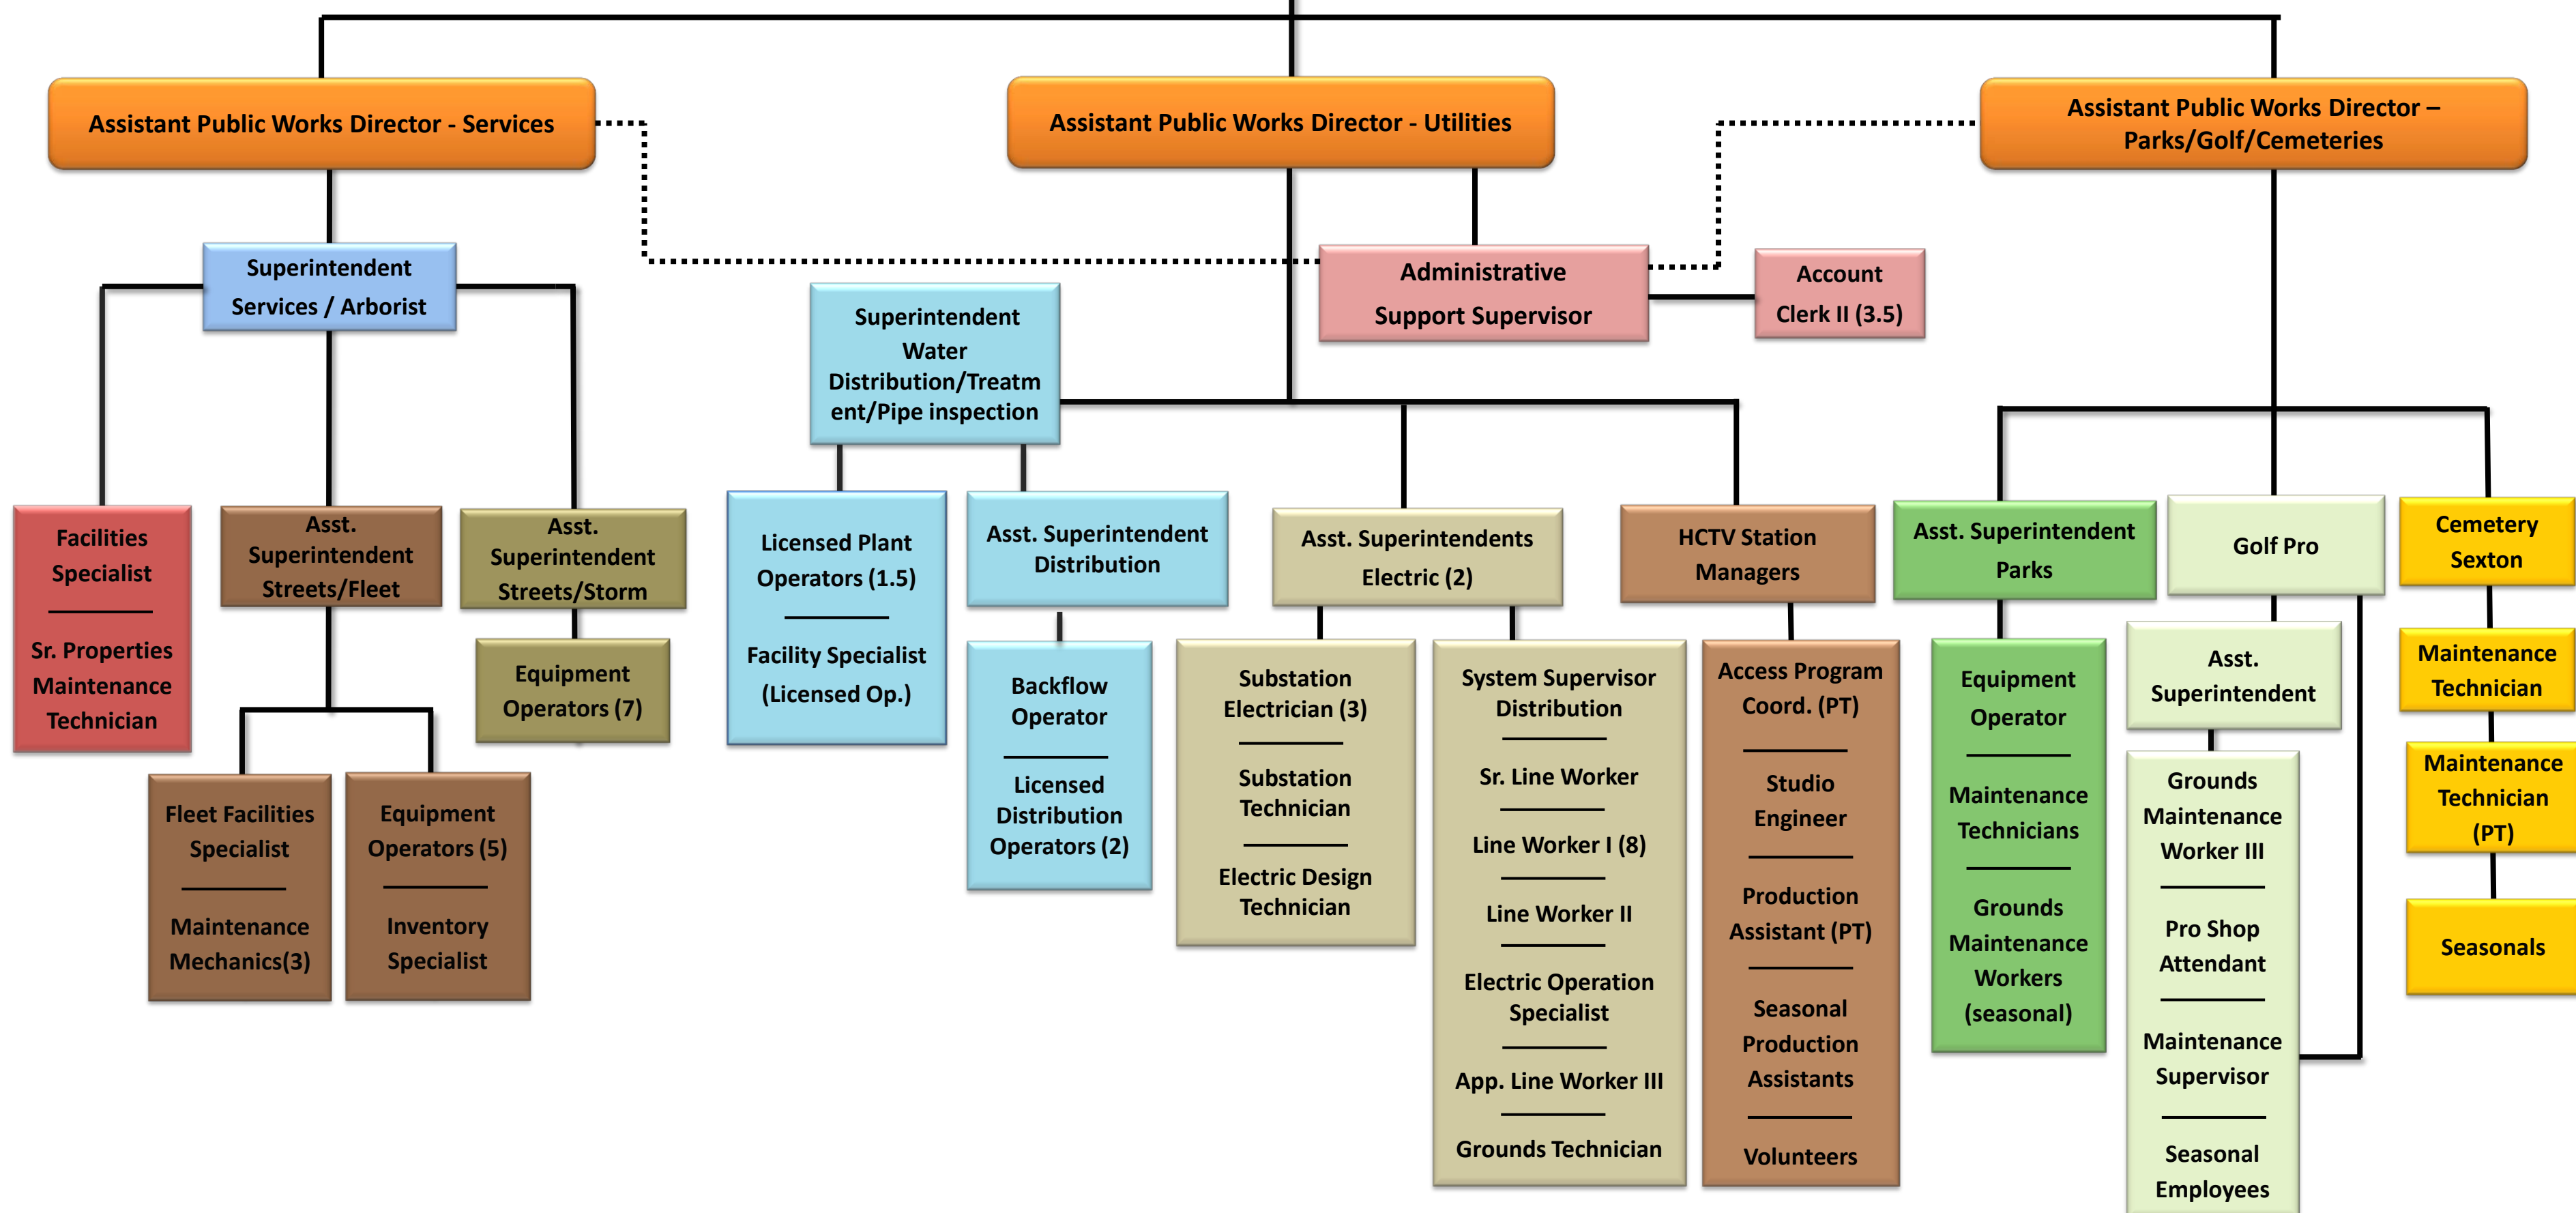 Assistant Public Works Director - Services
Assistant Public Works Director - Utilities
Assistant Public Works Director –
Parks/Golf/Cemeteries
Superintendent
Services / Arborist
Administrative
Support Supervisor
Account
Clerk II (3.5)
Superintendent
Water
Distribution/Treatm
ent/Pipe inspection
Facilities
Specialist
Sr. Properties
Maintenance
Technician
Asst.
Superintendent
Streets/Fleet
Asst.
Superintendent
Streets/Storm
Equipment
Operators (7)
Fleet Facilities
Specialist
Maintenance
Mechanics(3)
Equipment
Operators (5)
Inventory
Specialist
Licensed Plant
Operators (1.5)
Facility Specialist
(Licensed Op.)
Asst. Superintendent
Distribution
Backflow
Operator
Licensed
Distribution
Operators (2)
Asst. Superintendents
Electric (2)
Substation
Electrician (3)
Substation
Technician
Electric Design
Technician
System Supervisor
Distribution
Sr. Line Worker
Line Worker I (8)
Line Worker II
Electric Operation
Specialist
App. Line Worker III
Grounds Technician
HCTV Station
Managers
Access Program
Coord. (PT)
Studio
Engineer
Production
Assistant (PT)
Seasonal
Production
Assistants
Volunteers
Asst. Superintendent
Parks
Equipment
Operator
Maintenance
Technicians
Grounds
Maintenance
Workers
(seasonal)
Golf Pro
Asst.
Superintendent
Grounds
Maintenance
Worker III
Pro Shop
Attendant
Maintenance
Supervisor
Seasonal
Employees
Cemetery
Sexton
Maintenance
Technician
Maintenance
Technician
(PT)
Seasonals